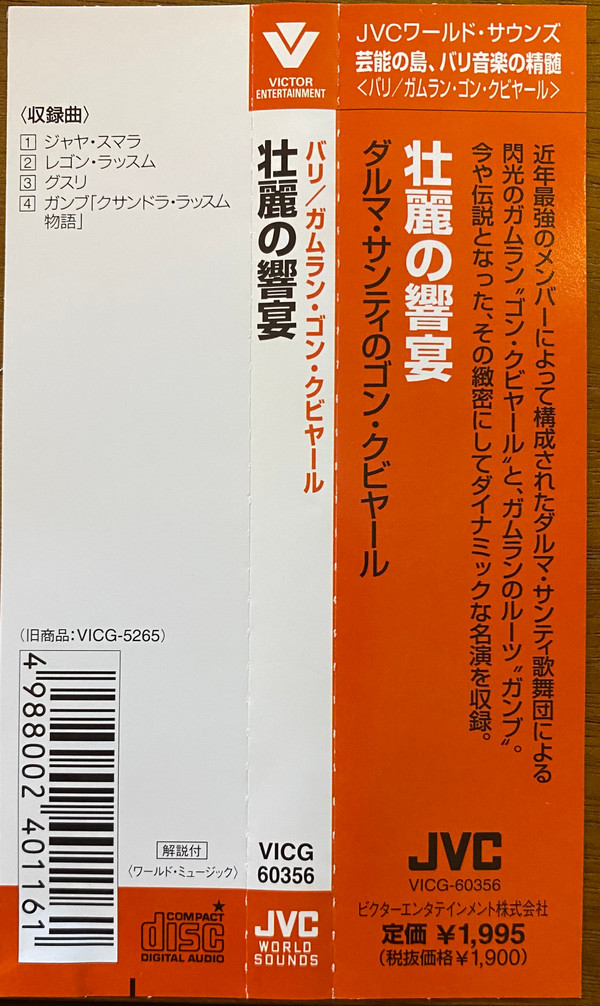 〈収録曲〉
1 ジャヤ・スマラ
2 レゴン・ラッスム
3 グスリ
4 ガンブ「クサンドラ・ラッスム
物語」
(旧商品:VICG-5265)
4 988002 401161
解説付
〈ワールド・ミュージック〉
COMPACT
disc
DIGITAL AUDIO
VICTOR
ENTERTAINMENT
バリ/ガムラン・ゴン・クビヤール
壮麗の響宴
VICG
60356
JVC
WORLD
SOUNDS
JVCワールド・サウンズ
芸能の島、バリ音楽の精髄
<バリ/ガムラン・ゴン・クビヤール>
近年最強のメンバーによって構成されたダルマ・サンティ歌舞団による
閃光のガムラン〝ゴン・クビヤール〟と、ガムランのルーツ〝ガンブ〟。
今や伝説となった、その緻密にしてダイナミックな名演を収録。
壮麗の響宴
ダルマ・サンティのゴン・クビヤール
JVC
VICG-60356
ビクターエンタテインメント株式会社
定価 ¥1,995
(税抜価格¥1,900)